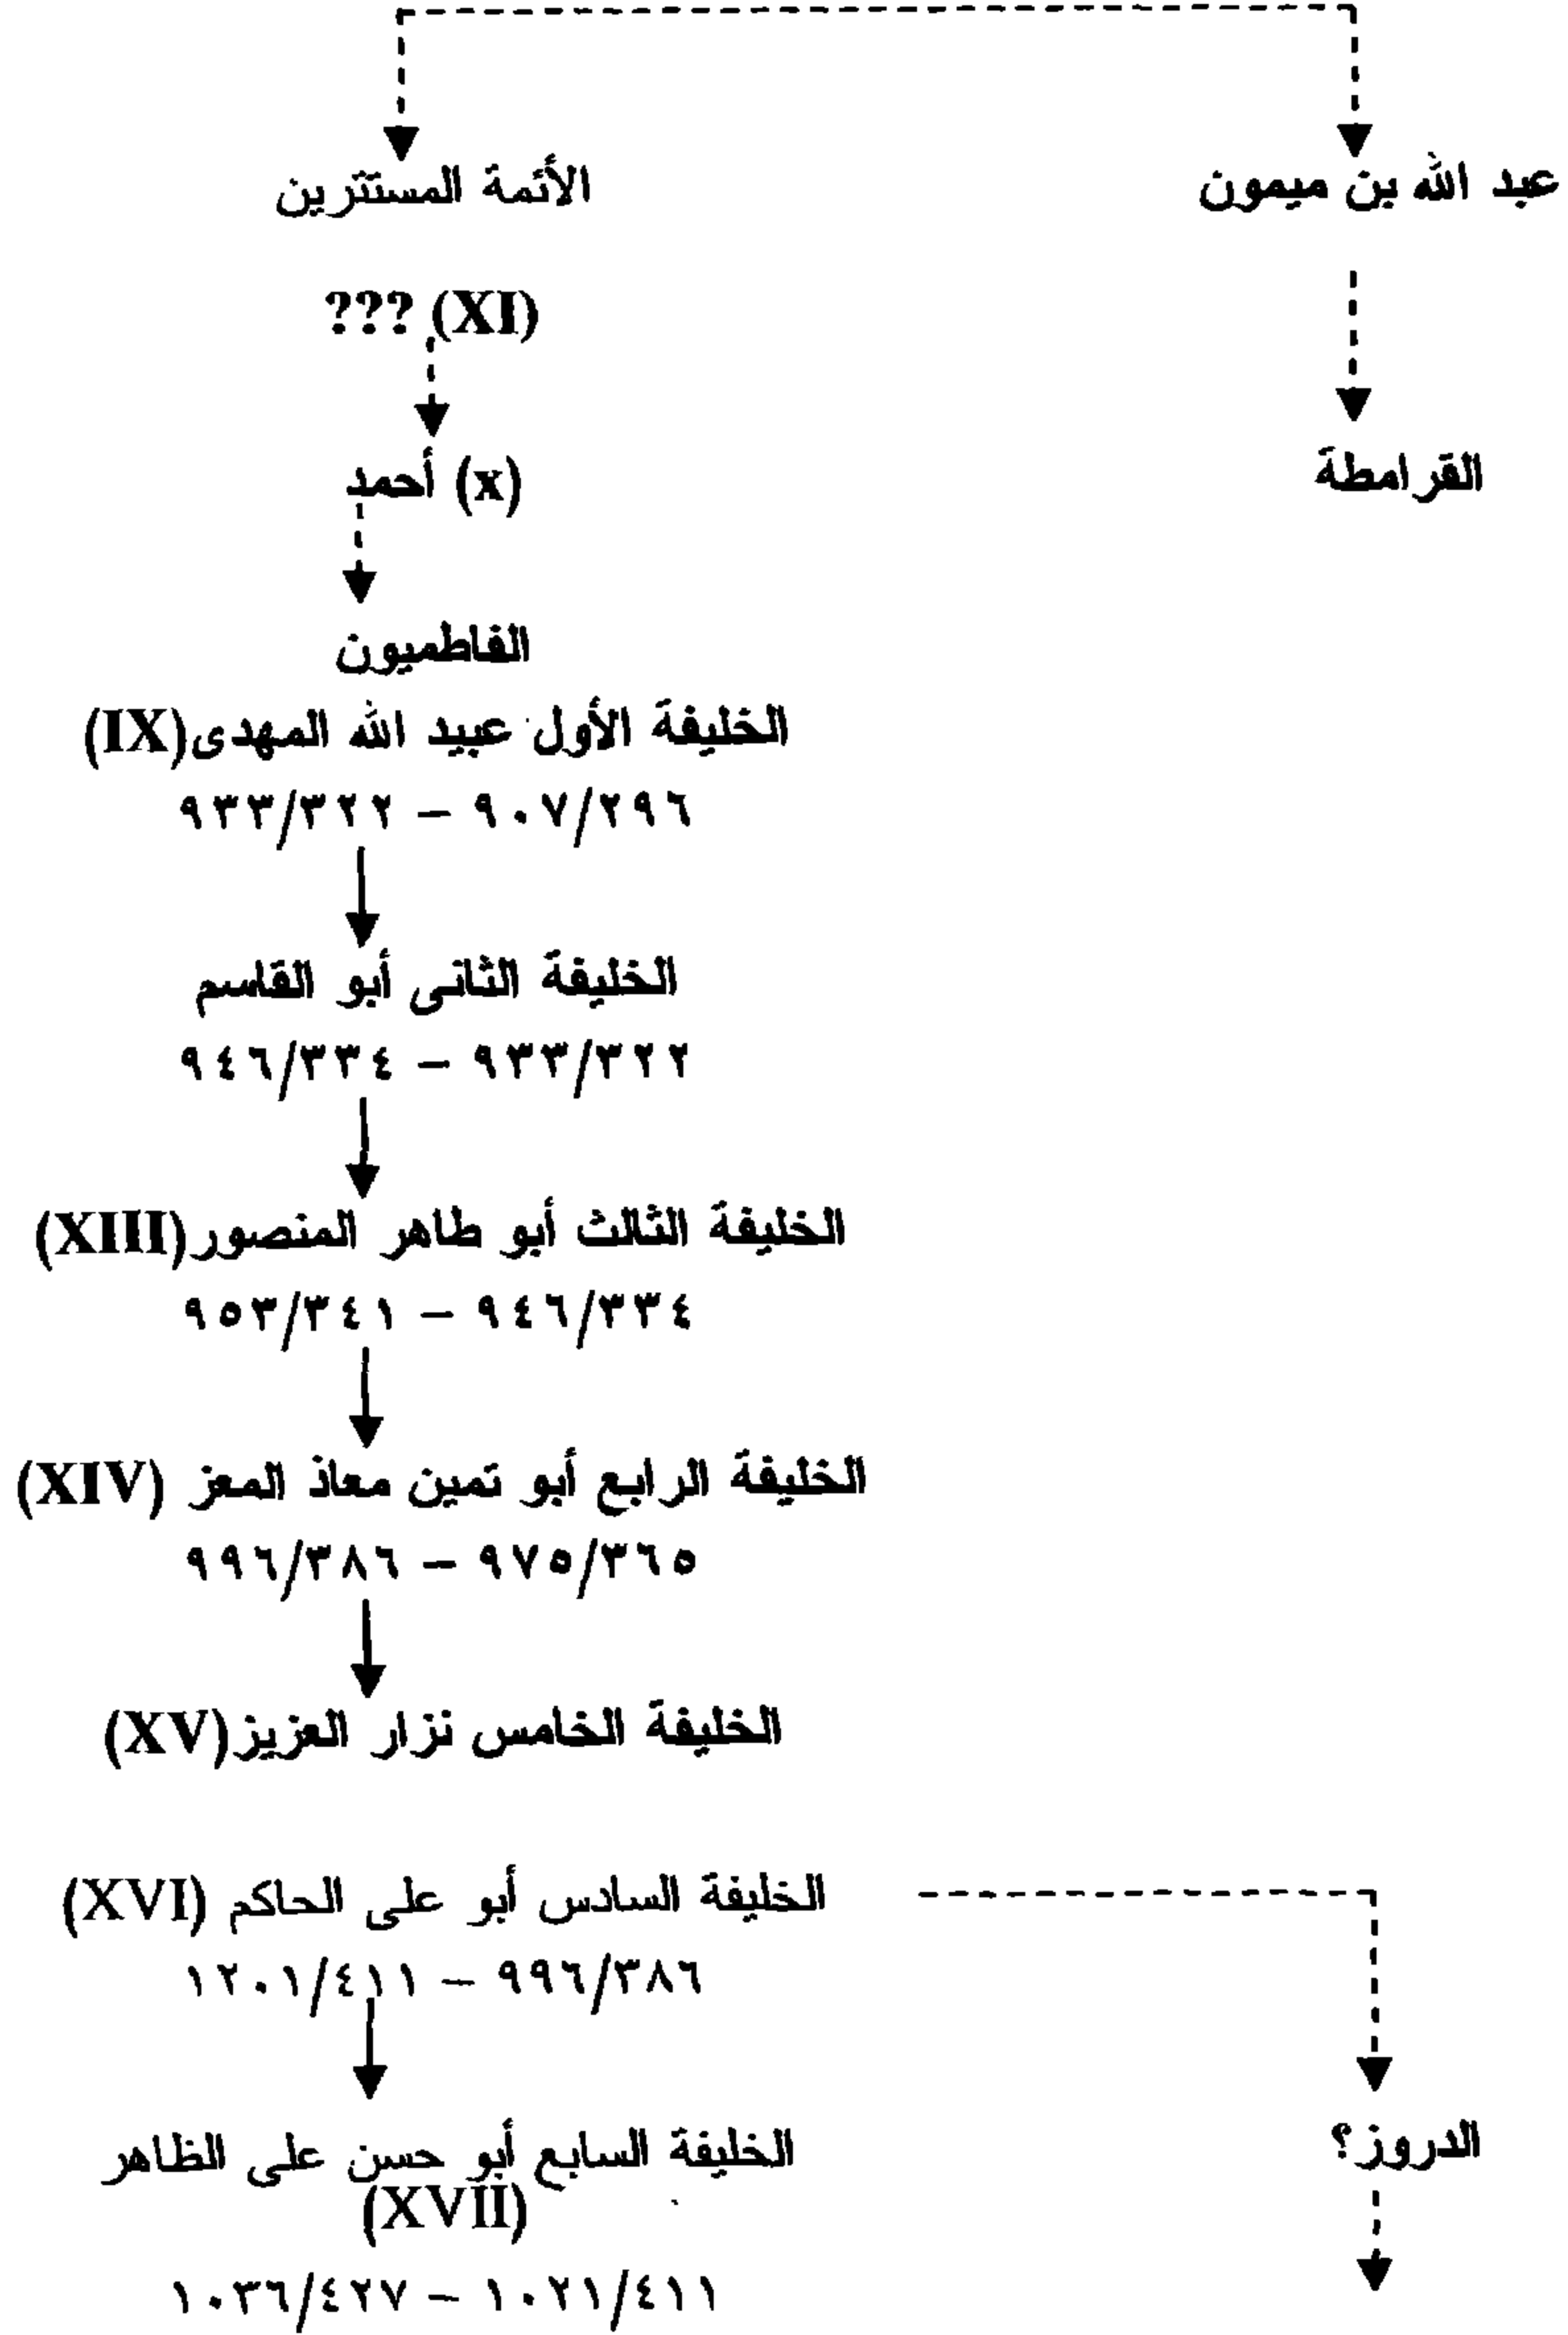 عبد الله بن ميمون
الأئمة المستترين
??? (XI)
(x) أحمد
القرامطة
الفاطميون
الخليفة الأول عبيد الله المهدى(IX)
٩٠٧/٢٩٦ – ٩٣٣/٣٢٢
الخليفة الثانى أبو القاسم
٩٣٣/٣٢٢ – ٩٤٦/٣٣٤
الخليفة الثالث أبو طاهر المنصور(XIII)
٩٤٦/٣٣٤ – ٩٥٣/٣٤١
الخليفة الرابع أبو تمين معاذ المعز (XIV)
٩٧٥/٣٦٥ – ٩٩٦/٣٨٦
الخليفة الخامس نزار العزيز(XV)
الخليفة السادس أبو على الحاكم (XVI)
٩٩٦/٣٨٦ – ١٢٠١/٤١١
الدروز؟
الخليفة السابع أبو حسن على الظاهر
(XVII)
١٠٢١/٤١١ – ١٠٣٦/٤٢٧